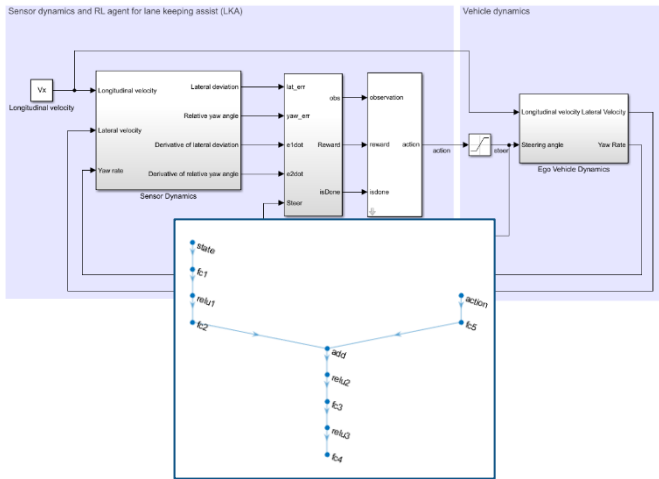 Sensor dynamics and RL agent for lane keeping assist (LKA)
Vehicle dynamics
Vx
Longitudinal velocity
Longitudinal velocity
Lateral velocity
Yaw rate
Lateral deviation
Relative yaw angle
Derivative of lateral deviation
Derivative of relative yaw angle
Sensor Dynamics
lat_err
yaw_err
e1dot
e2dot
Steer
obs
Reward
isDone
observation
reward
isdone
action
action
steer
Longitudinal velocity
Steering angle
Lateral Velocity
Yaw Rate
Ego Vehicle Dynamics
state
fc1
relu1
fc2
action
fc5
add
relu2
fc3
relu3
fc4